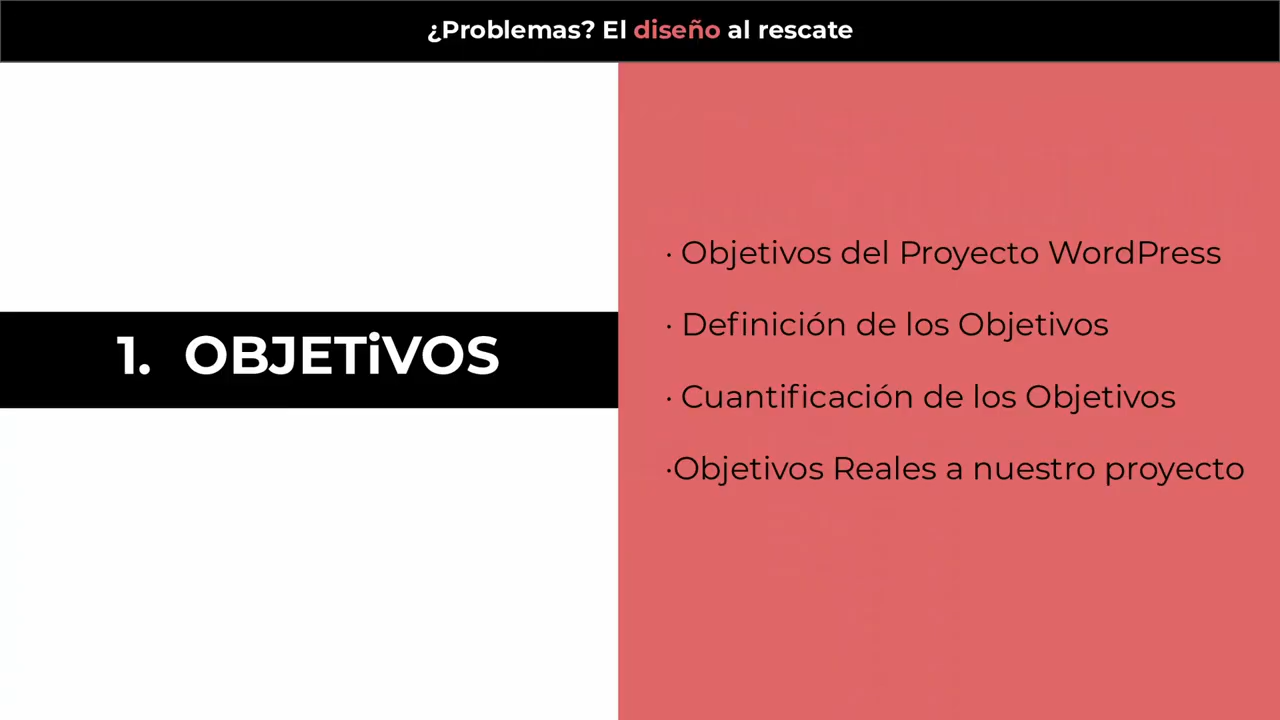 ¿Problemas? El diseño al rescate
1. OBJETiVOS
· Objetivos del Proyecto WordPress
· Definición de los Objetivos
· Cuantificación de los Objetivos
·Objetivos Reales a nuestro proyecto